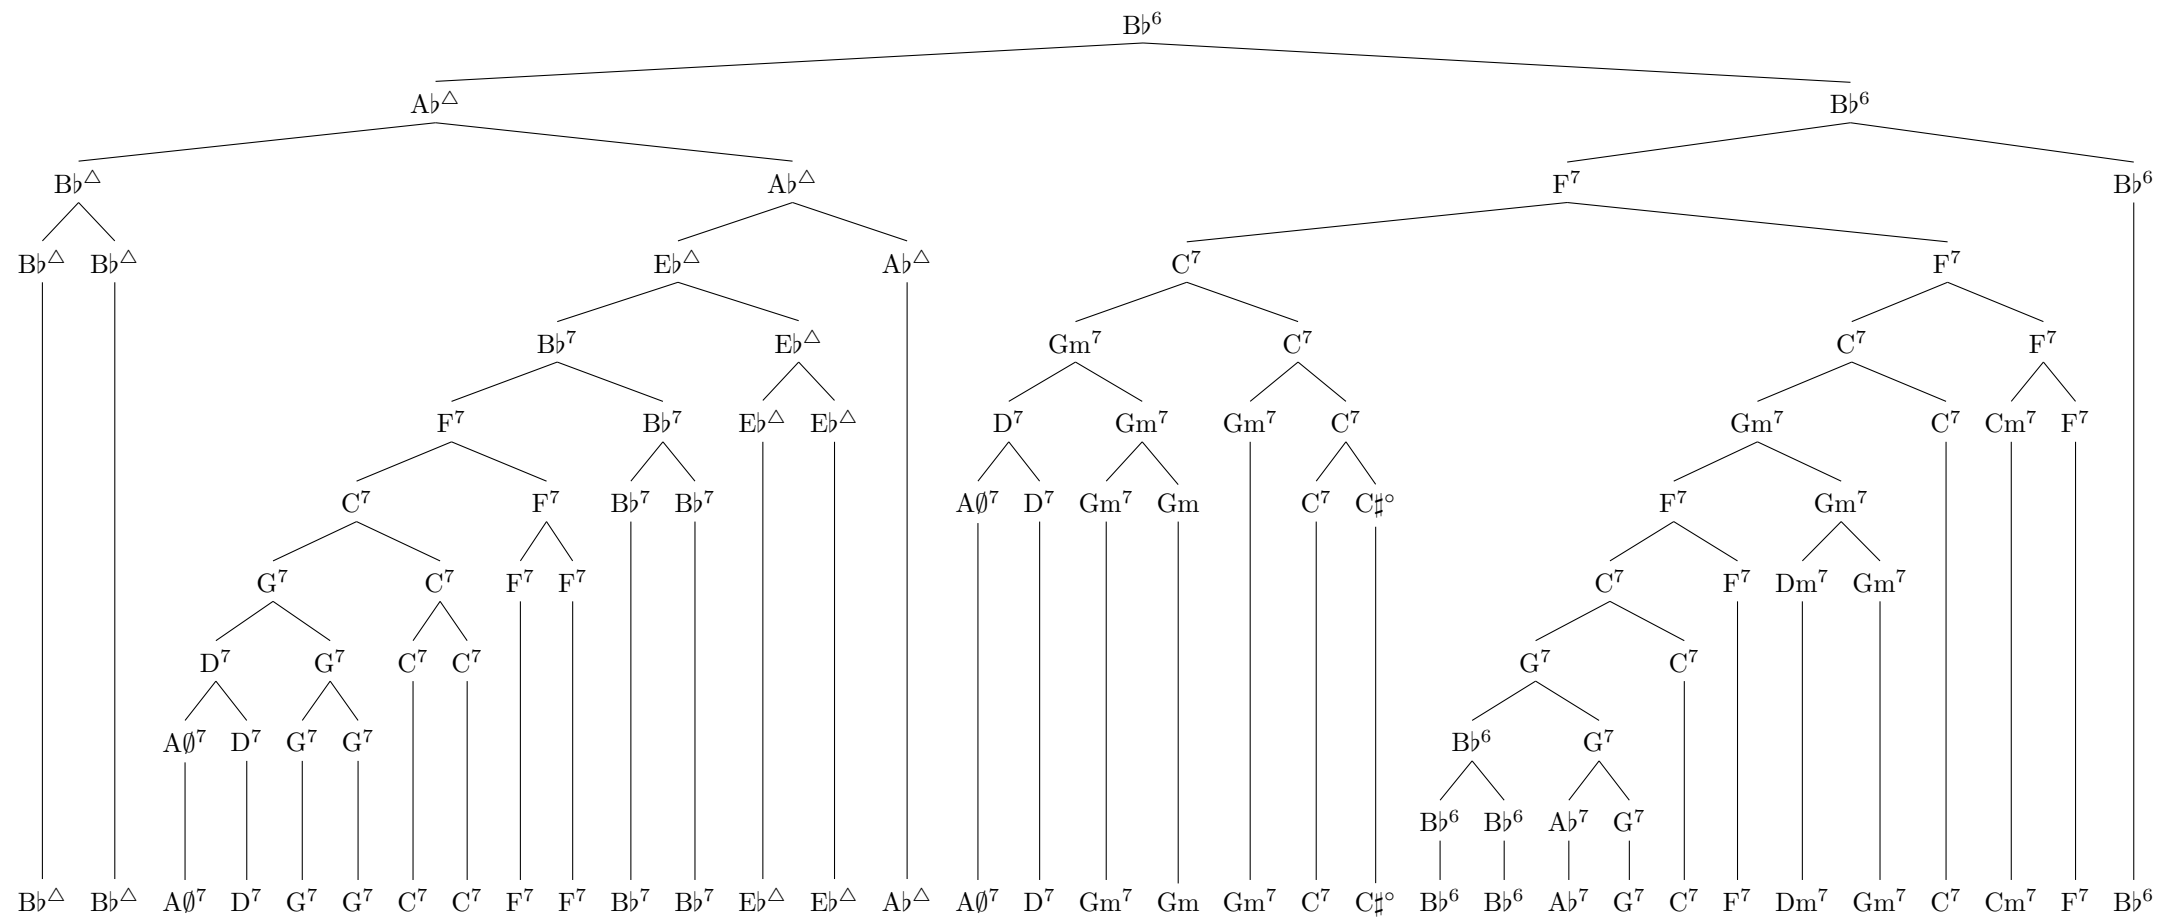 B♭⁶
A♭△ B♭⁶
B♭△ A♭△ F⁷ B♭⁶
B♭△ B♭△ E♭△ A♭△ C⁷ F⁷
B♭⁷ E♭△ Gm⁷ C⁷ C⁷ F⁷
F⁷ B♭⁷ E♭△ E♭△ D⁷ Gm⁷ Gm⁷ C⁷ Gm⁷ C⁷ Cm⁷ F⁷
C⁷ F⁷ B♭⁷ B♭⁷ A∅⁷ D⁷ Gm⁷ Gm C⁷ C♯° F⁷ Gm⁷
G⁷ C⁷ F⁷ F⁷ C⁷ F⁷ Dm⁷ Gm⁷
D⁷ G⁷ C⁷ C⁷ G⁷ C⁷
A∅⁷ D⁷ G⁷ G⁷ B♭⁶ G⁷
B♭�6 B♭⁶ A♭⁷ G⁷
B♭△ B♭△ A∅⁷ D⁷ G⁷ G⁷ C⁷ C⁷ F⁷ F⁷ B♭⁷ B♭⁷ E♭△ E♭△ A♭△ A∅⁷ D⁷ Gm⁷ Gm Gm⁷ C⁷ C♯° B♭⁶ B♭⁶ A♭⁷ G⁷ C⁷ F⁷ Dm⁷ Gm⁷ C⁷ Cm⁷ F⁷ B♭⁶